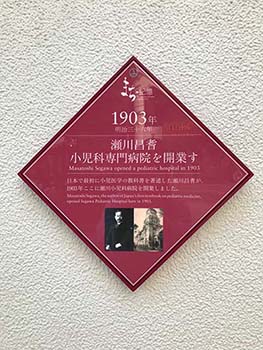 1903年
明治三十六年
瀬川昌耆
小児科専門病院を開業す
Masatoshi Segawa opened a pediatric hospital in 1903
日本で最初に小児医学の教科書を著述した瀬川昌耆が、
1903年ここに瀬川小児科病院を開業しました。
Masatoshi Segawa, the author of Japan's first textbook on pediatric medicine,
opened Segawa Pediatric Hospital here in 1903.